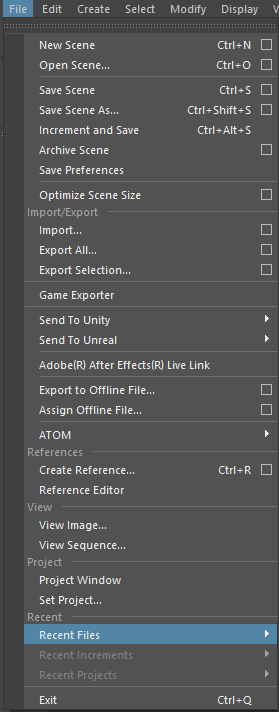 File Edit Create Select Modify Display
New Scene Ctrl+N
Open Scene... Ctrl+O
Save Scene Ctrl+S
Save Scene As... Ctrl+Shift+S
Increment and Save Ctrl+Alt+S
Archive Scene
Save Preferences
Optimize Scene Size
Import/Export
Import...
Export All...
Export Selection...
Game Exporter
Send To Unity
Send To Unreal
Adobe(R) After Effects(R) Live Link
Export to Offline File...
Assign Offline File...
ATOM
References
Create Reference... Ctrl+R
Reference Editor
View
View Image...
View Sequence...
Project
Project Window
Set Project...
Recent
Recent Files
Recent Increments
Recent Projects
Exit Ctrl+Q